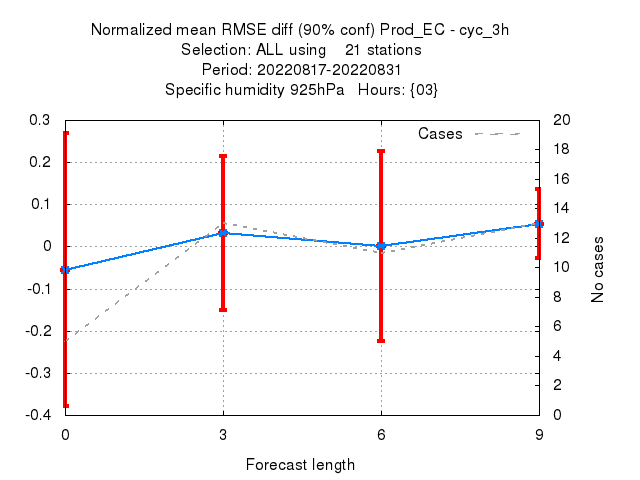 Normalized mean RMSE diff (90% conf) Prod_EC - cyc_3h
Selection: ALL using    21 stations
Period: 20220817-20220831
Specific humidity 925hPa   Hours: {03}
Cases
0.3
0.2
0.1
0
-0.1
-0.2
-0.3
-0.4
20
18
16
14
12
10
8
6
4
2
0
No cases
0 3 6 9
Forecast length